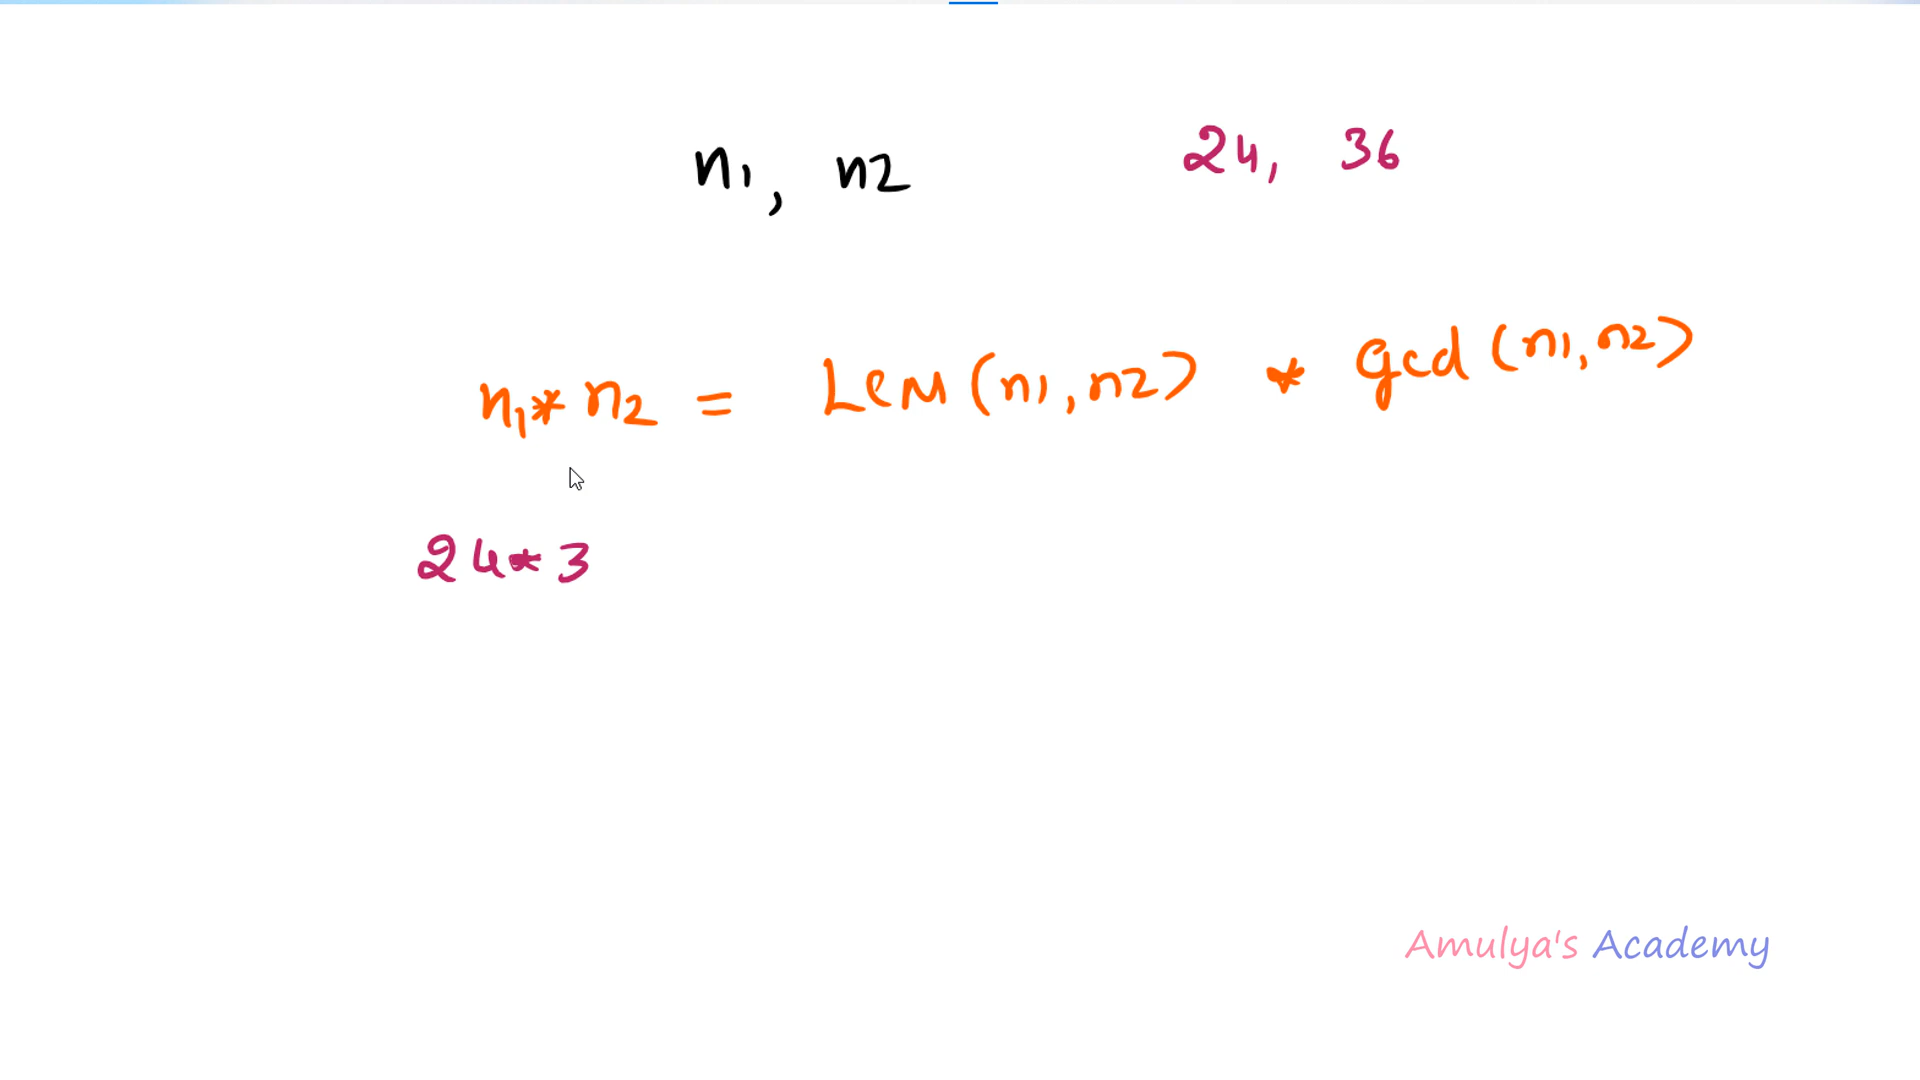 n1, n2 24, 36
n1*n2 = LCM(n1,n2) * gcd(n1,n2)
24*3
Amulya's Academy